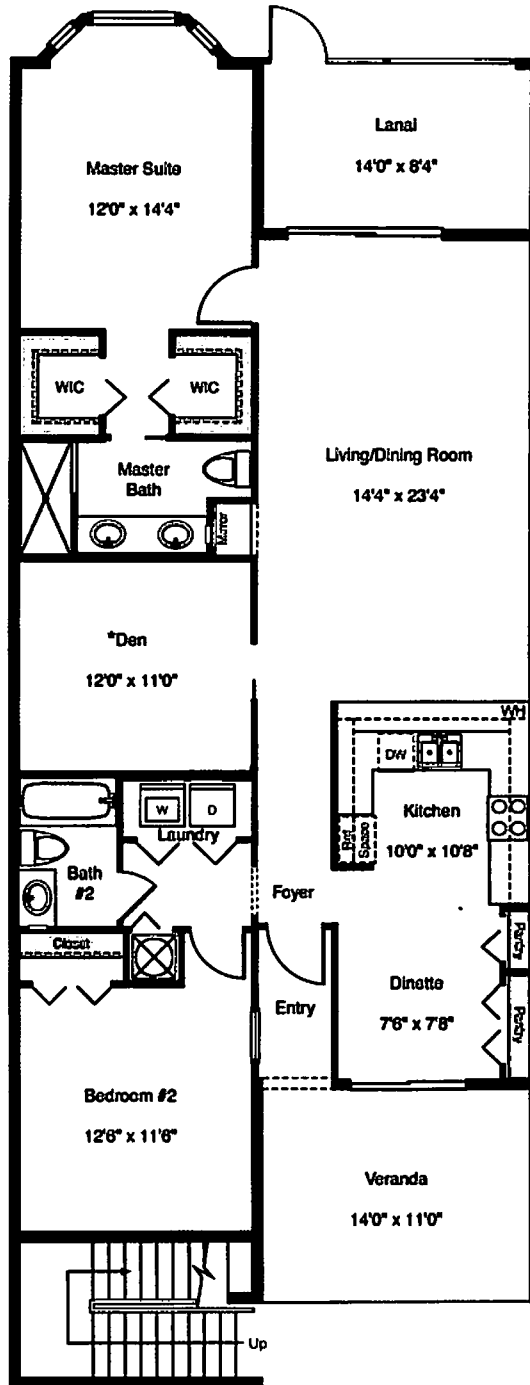 Lanai
14'0" x 8'4"
Master Suite
12'0" x 14'4"
WIC
WIC
Living/Dining Room
14'4" x 23'4"
Master
Bath
Mirror
*Den
12'0" x 11'0"
WH
DW
Kitchen
10'0" x 10'8"
W
D
Laundry
Brd
Space
Bath
#2
Foyer
Closet
Pantry
Entry
Dinette
7'6" x 7'8"
Pantry
Bedroom #2
12'6" x 11'6"
Veranda
14'0" x 11'0"
Up